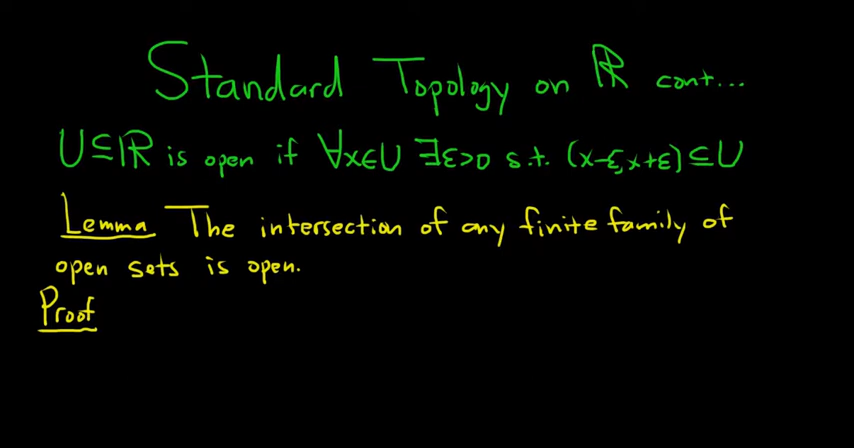 Standard Topology on ℝ cont...
U⊆ℝ is open if ∀x∈U ∃ε>0 s.t. (x-ε,x+ε)⊆U
Lemma The intersection of any finite family of
open sets is open.
Proof